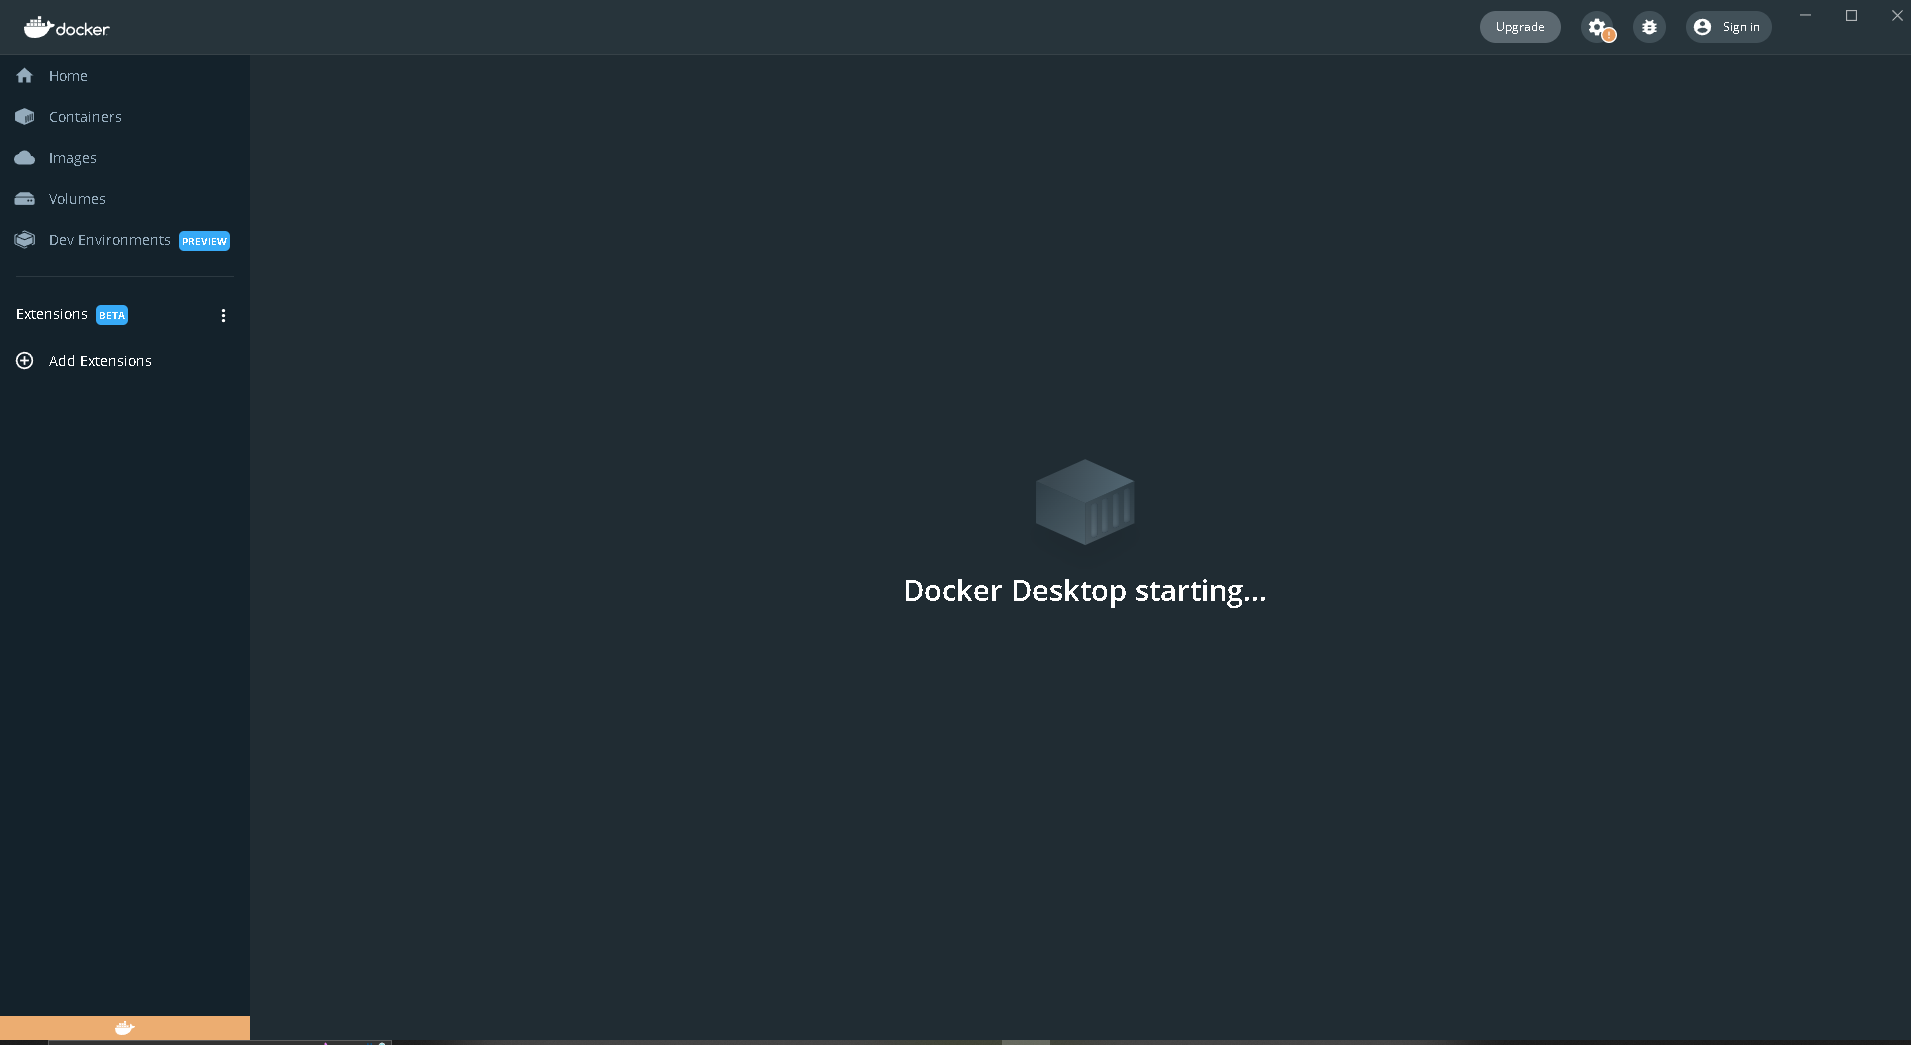 docker
Upgrade
Sign in
Home
Containers
Images
Volumes
Dev Environments PREVIEW
Extensions BETA
Add Extensions
Docker Desktop starting...